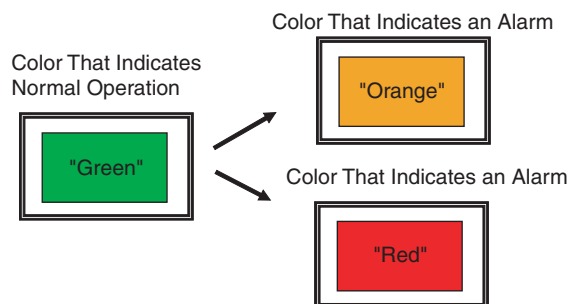 Color That Indicates an Alarm
Color That Indicates
Normal Operation
"Orange"
"Green"
Color That Indicates an Alarm
"Red"